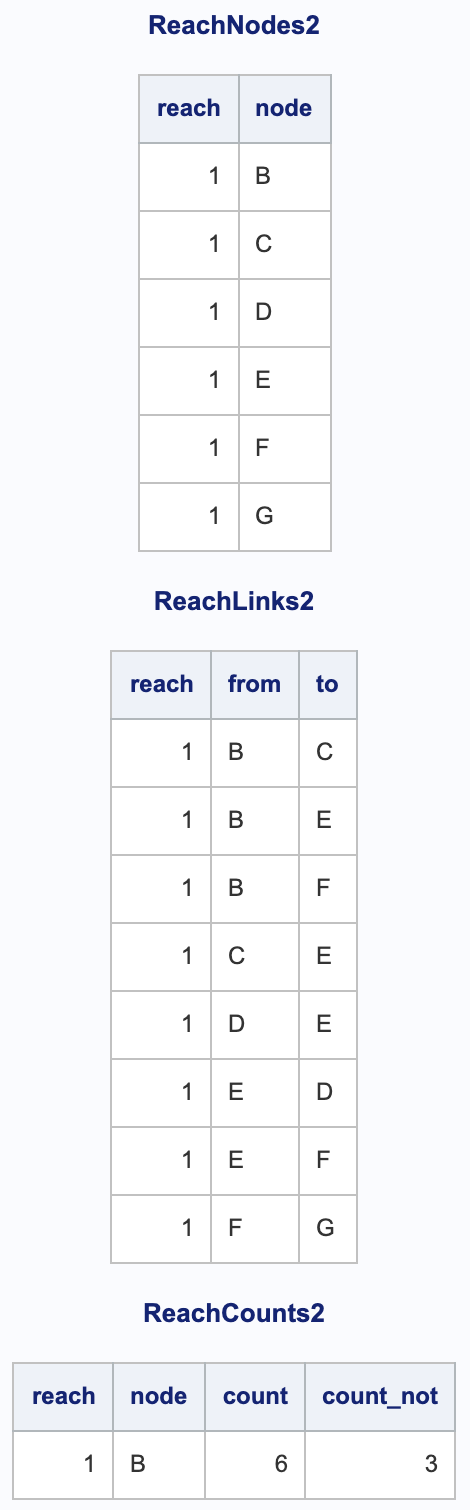 ReachNodes2
reach node
1 B
1 C
1 D
1 E
1 F
1 G
ReachLinks2
reach from to
1 B C
1 B E
1 B F
1 C E
1 D E
1 E D
1 E F
1 F G
ReachCounts2
reach node count count_not
1 B 6 3